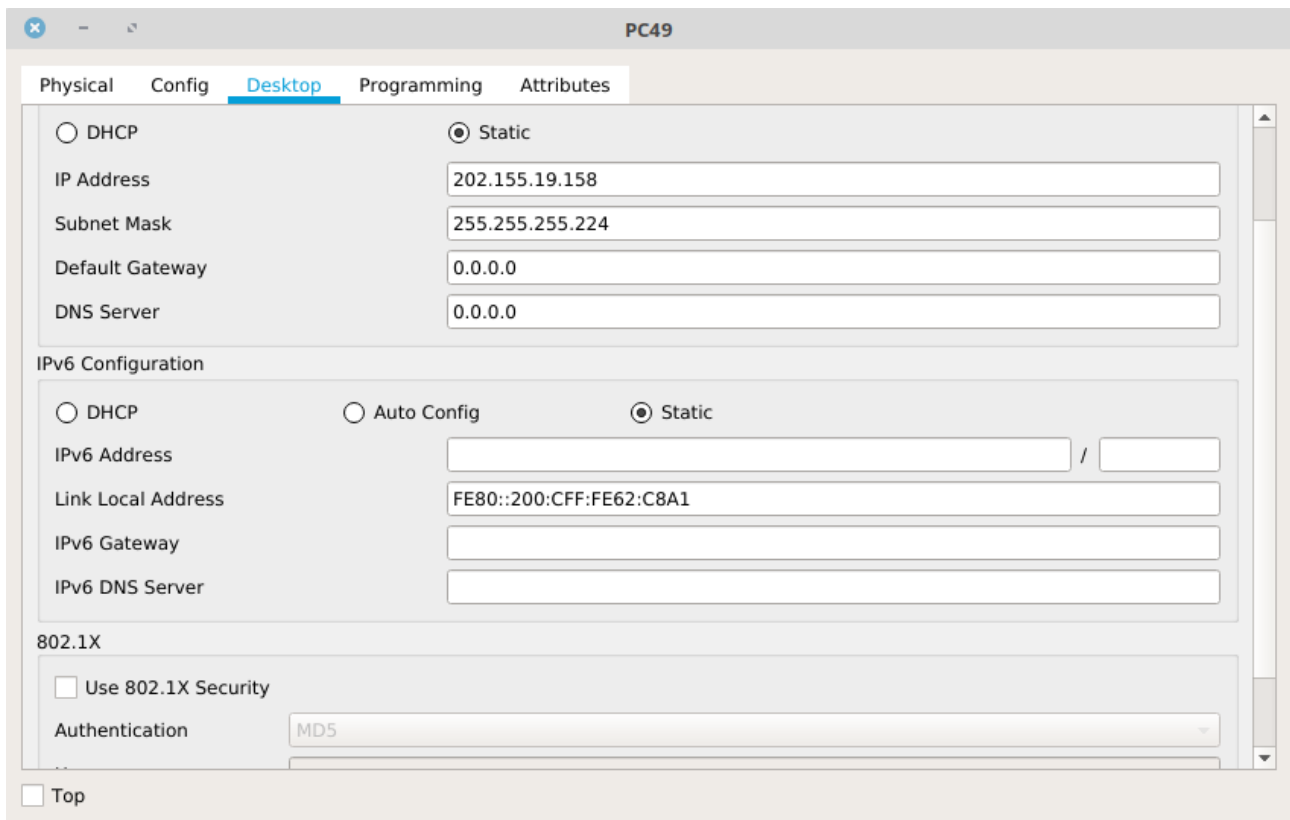 PC49
Physical Config Desktop Programming Attributes
DHCP Static
IP Address 202.155.19.158
Subnet Mask 255.255.255.224
Default Gateway 0.0.0.0
DNS Server 0.0.0.0
IPv6 Configuration
DHCP Auto Config Static
IPv6 Address /
Link Local Address FE80::200:CFF:FE62:C8A1
IPv6 Gateway
IPv6 DNS Server
802.1X
Use 802.1X Security
Authentication MD5
Top